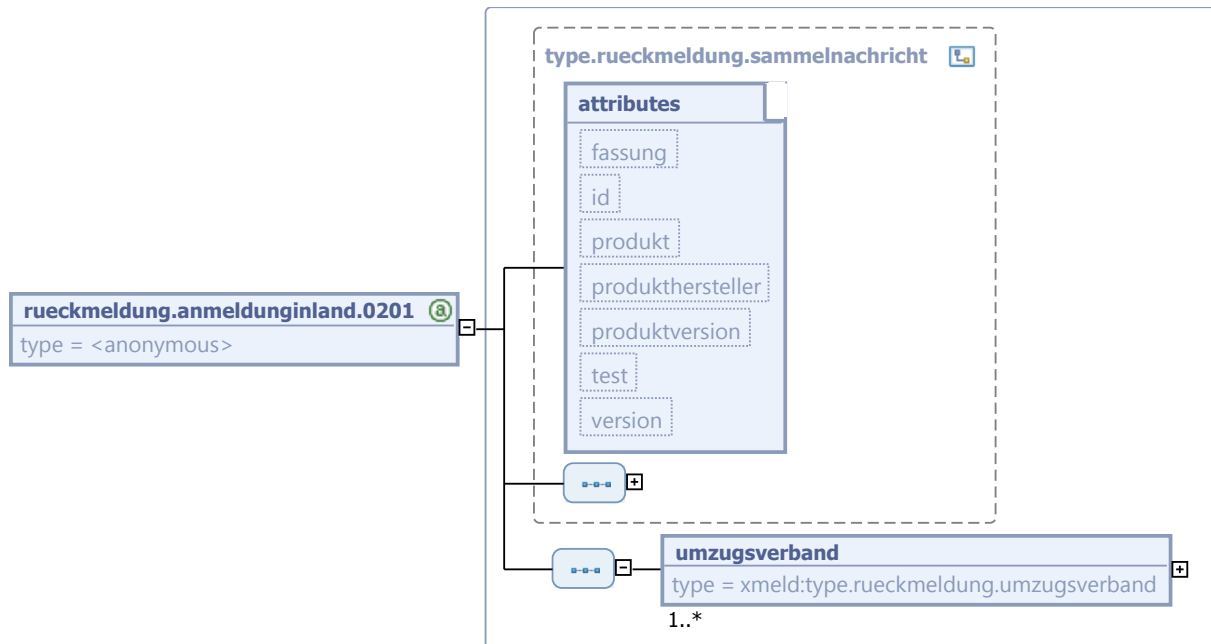 type.rueckmeldung.sammelnachricht
attributes
fassung
id
produkt
produkthersteller
produktversion
test
version
rueckmeldung.anmeldunginland.0201 a
type = <anonymous>
umzugsverband
type = xmeld:type.rueckmeldung.umzugsverband
1..*